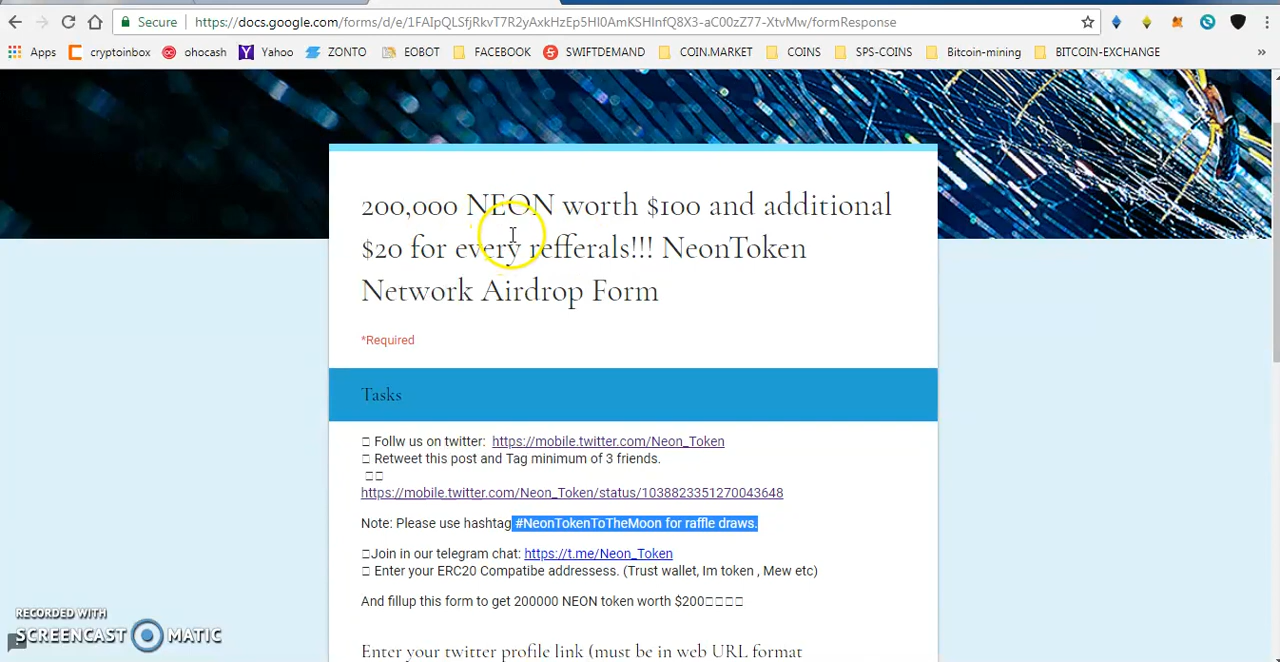 Secure https://docs.google.com/forms/d/e/1FAIpQLSfjRkvT7R2yAxkHzEp5Hl0AmKSHInfQ8X3-aC00zZ77-XtvMw/formResponse
Apps cryptoinbox ohocash Yahoo ZONTO EOBOT FACEBOOK SWIFTDEMAND COIN.MARKET COINS SPS-COINS Bitcoin-mining BITCOIN-EXCHANGE »
200,000 NEON worth $100 and additional
$20 for every refferals!!! NeonToken
Network Airdrop Form
*Required
Tasks
Follw us on twitter: https://mobile.twitter.com/Neon_Token
Retweet this post and Tag minimum of 3 friends.
https://mobile.twitter.com/Neon_Token/status/1038823351270043648
Note: Please use hashtag #NeonTokenToTheMoon for raffle draws.
Join in our telegram chat: https://t.me/Neon_Token
Enter your ERC20 Compatibe addressess. (Trust wallet, Im token , Mew etc)
And fillup this form to get 200000 NEON token worth $200
RECORDED WITH
SCREENCAST MATIC
Enter your twitter profile link (must be in web URL format